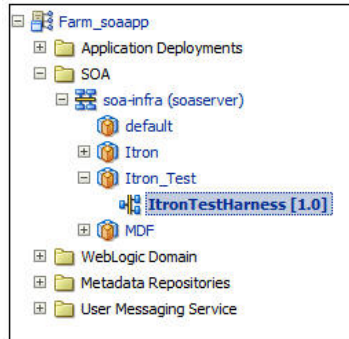 Farm_soaapp
Application Deployments
SOA
soa-infra (soaserver)
default
Itron
Itron_Test
ItronTestHarness [1.0]
MDF
WebLogic Domain
Metadata Repositories
User Messaging Service